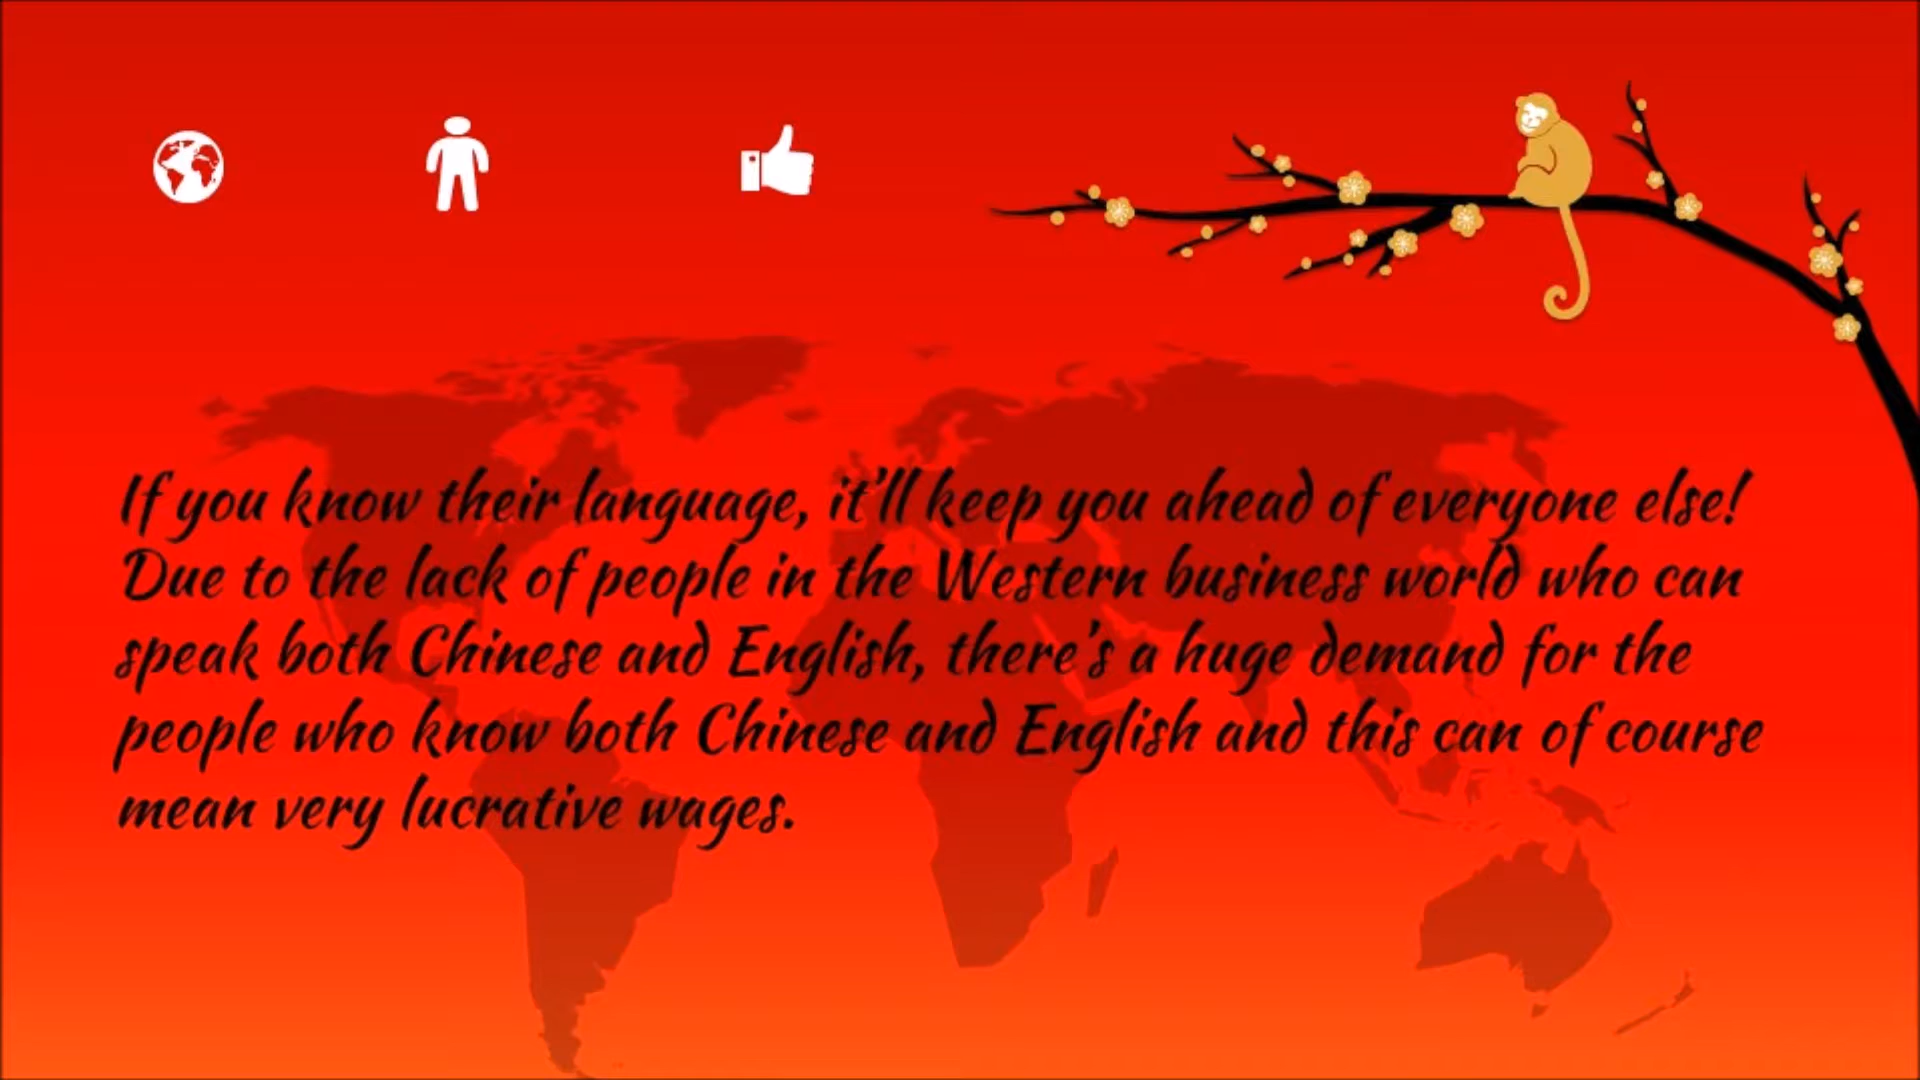 If you know their language, it'll keep you ahead of everyone else!
Due to the lack of people in the Western business world who can
speak both Chinese and English, there's a huge demand for the
people who know both Chinese and English and this can of course
mean very lucrative wages.